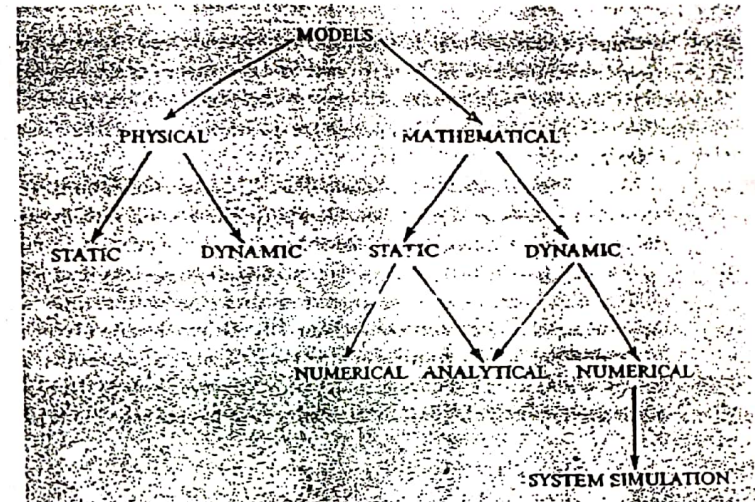 MODELS
PHYSICAL MATHEMATICAL
STATIC DYNAMIC STATIC DYNAMIC
NUMERICAL ANALYTICAL NUMERICAL
SYSTEM SIMULATION